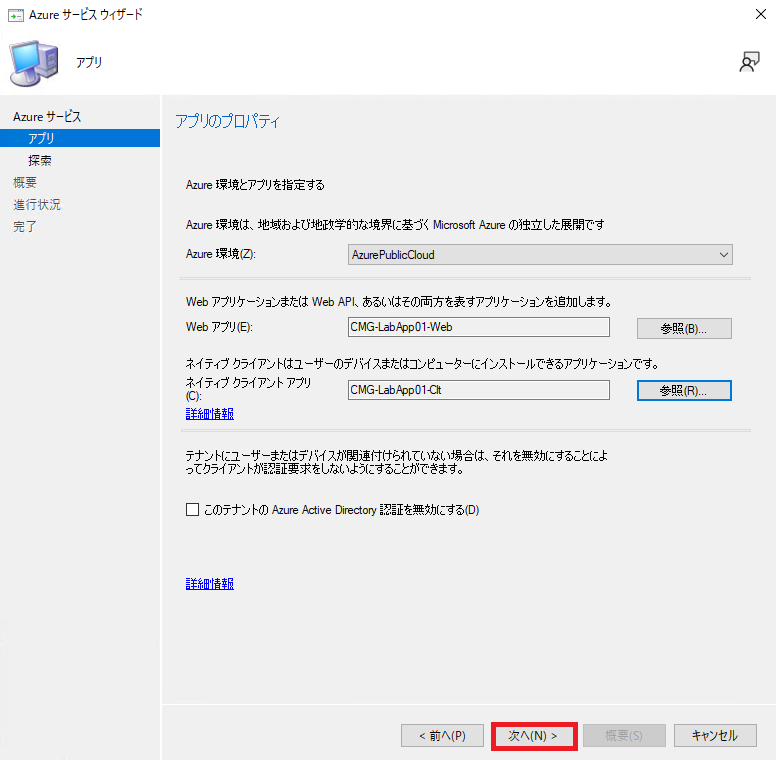 Azure サービス ウィザード
アプリ
Azure サービス
アプリ
探索
概要
進行状況
完了
アプリのプロパティ
Azure 環境とアプリを指定する
Azure 環境は、地域および地政学的な境界に基づく Microsoft Azure の独立した展開です
Azure 環境(Z):
AzurePublicCloud
Web アプリケーションまたは Web API、あるいはその両方を表すアプリケーションを追加します。
Web アプリ(E):
CMG-LabApp01-Web
参照(B)...
ネイティブ クライアントはユーザーのデバイスまたはコンピューターにインストールできるアプリケーションです。
ネイティブ クライアント アプリ
(C):
CMG-LabApp01-Clt
参照(R)...
詳細情報
テナントにユーザーまたはデバイスが関連付けられていない場合は、それを無効にすることによ
ってクライアントが認証要求をしないようにすることができます。
このテナントの Azure Active Directory 認証を無効にする(D)
詳細情報
< 前へ(P)
次へ(N) >
概要(S)
キャンセル